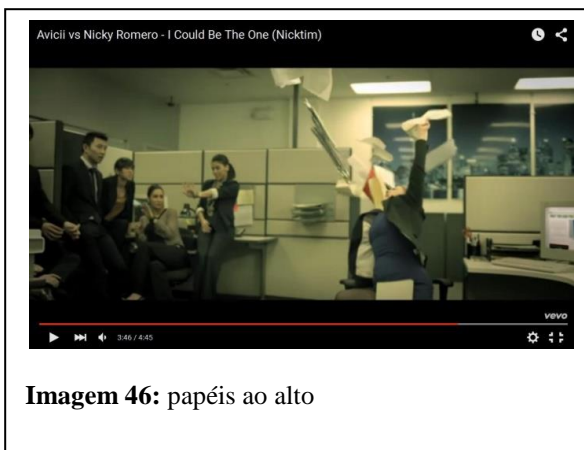 Avicii vs Nicky Romero - I Could Be The One (Nicktim)
vevo
3:46 / 4:45
Imagem 46: papéis ao alto